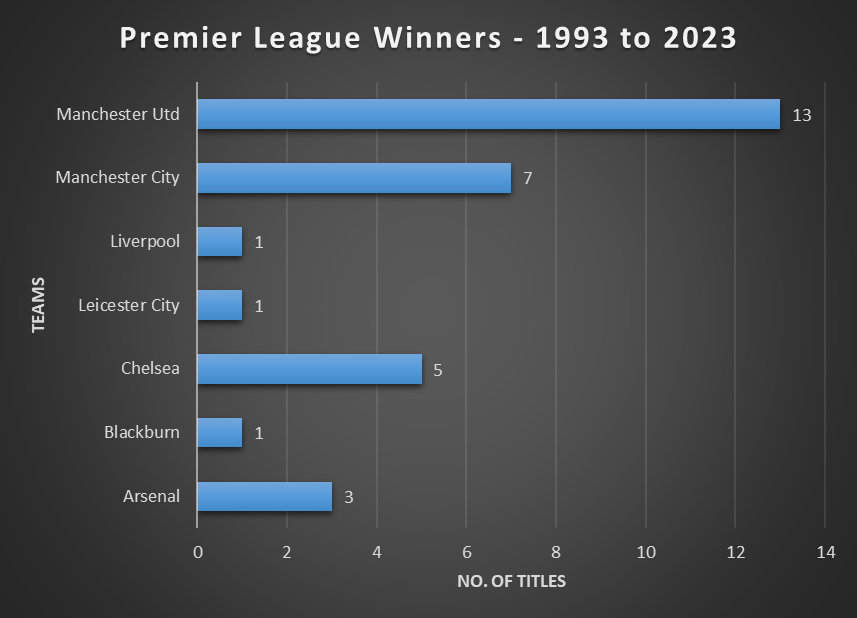 Premier League Winners - 1993 to 2023
Manchester Utd 13
Manchester City 7
Liverpool 1
Leicester City 1
TEAMS
Chelsea 5
Blackburn 1
Arsenal 3
0 2 4 6 8 10 12 14
NO. OF TITLES